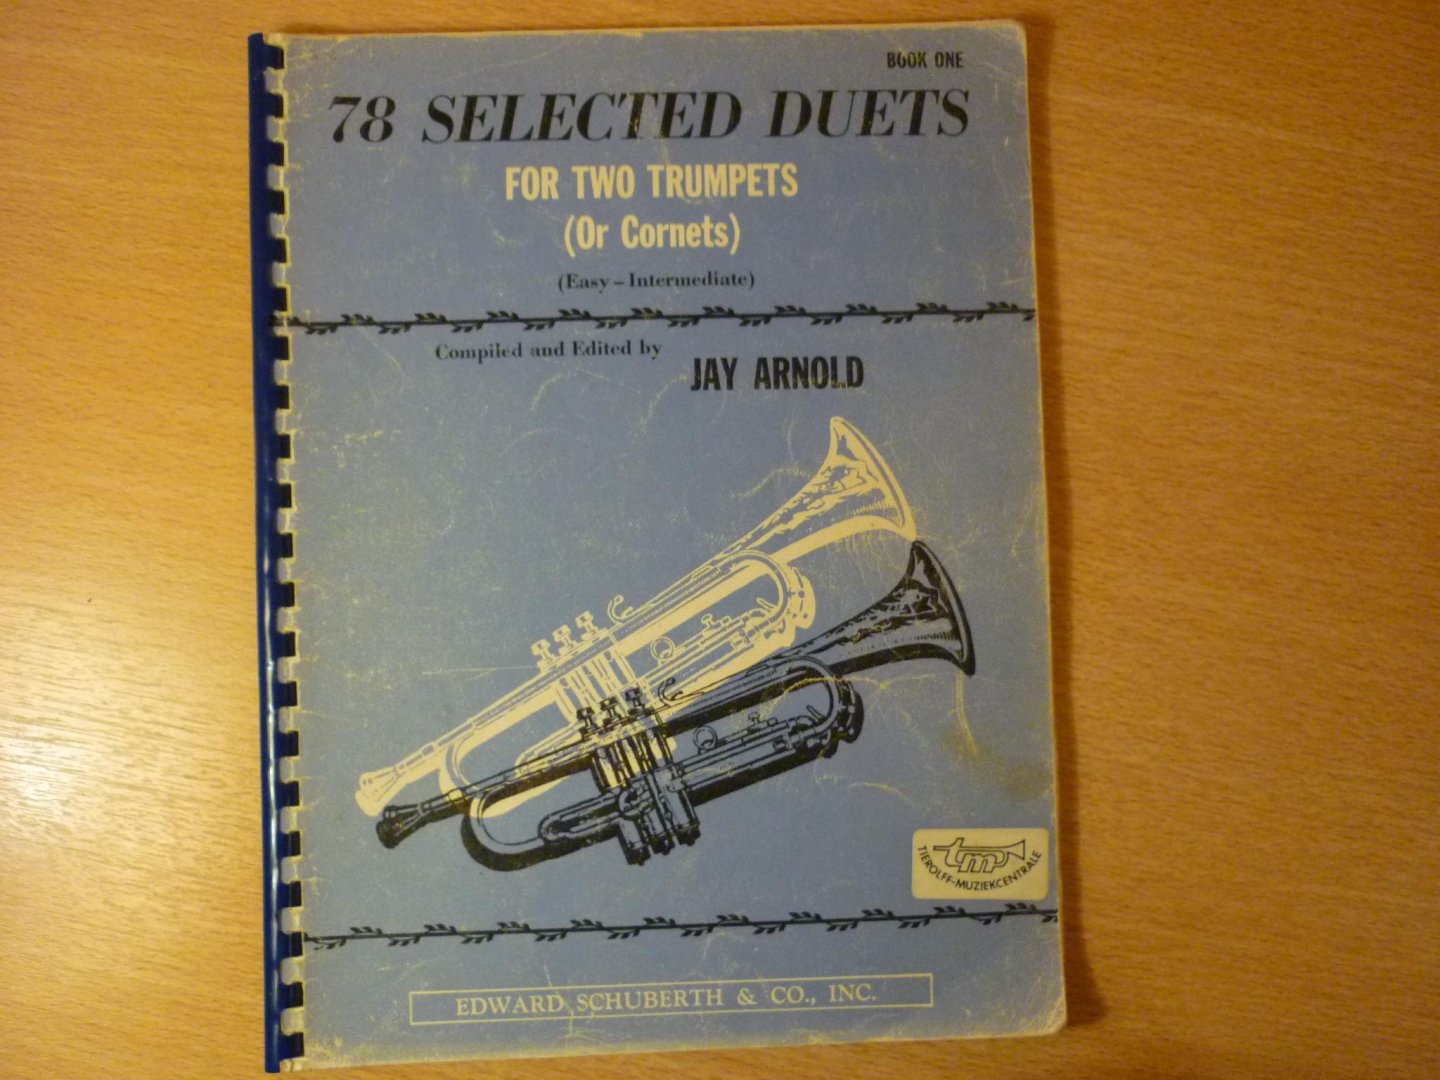 BOOK ONE
78 SELECTED DUETS
FOR TWO TRUMPETS
(Or Cornets)
(Easy – Intermediate)
Compiled and Edited by
JAY ARNOLD
tm
TIEROLFF-MUZIEKCENTRALE
EDWARD SCHUBERTH & CO., INC.